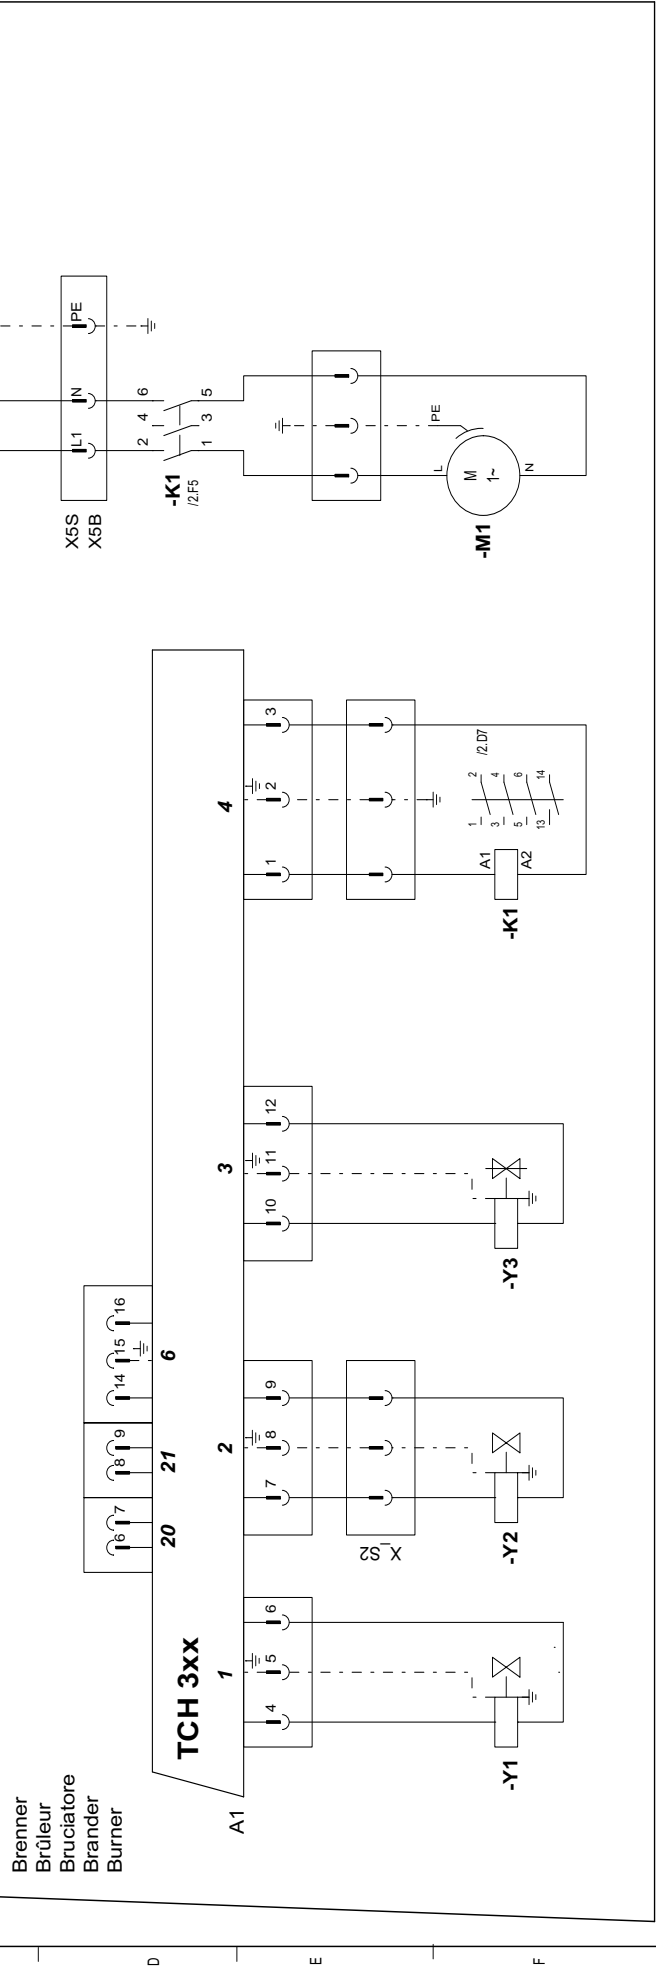 Brenner
Brûleur
Bruciatore
Brander
Burner
D
E
F
X5S
X5B
L1 N PE
-K1
/2.F5
2 4 6
1 3 5
PE
L
M
1~
N
-M1
A1
TCH 3xx
20
6 7
21
8 9
6
14 15 16
1
4 5 6
2
7 8 9
3
10 11 12
4
1 2 3
X_S2
-Y1
-Y2
-Y3
-K1
A1
A2
1 2
3 4
5 6
13 14
/2.D7